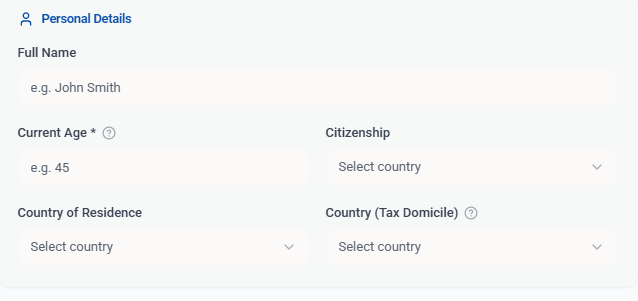 Personal Details
Full Name
e.g. John Smith
Current Age * ?
Citizenship
e.g. 45
Select country
Country of Residence
Country (Tax Domicile) ?
Select country
Select country